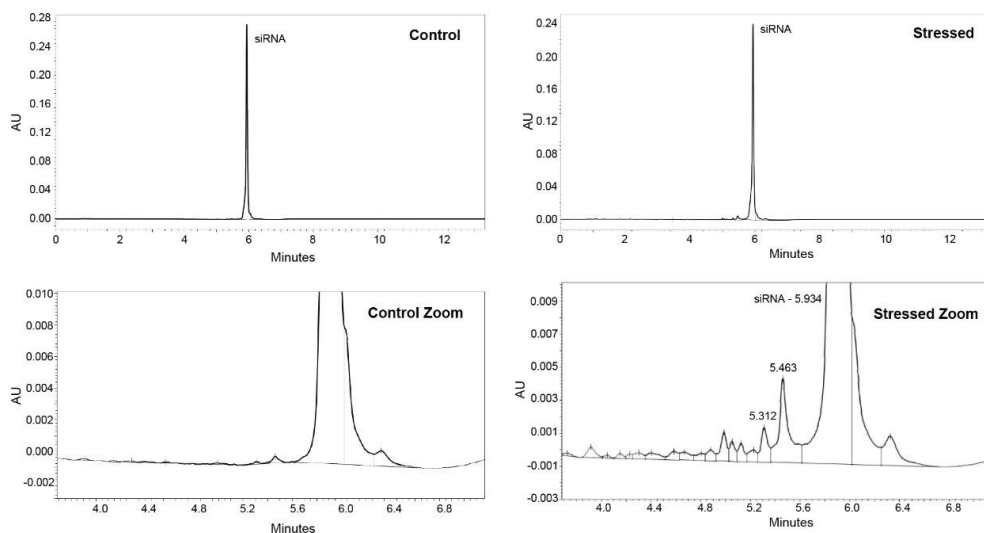 0.28
0.24
0.20
0.16
0.12
0.08
0.04
0.00
AU
siRNA
Control
0 2 4 6 8 10 12
Minutes
0.24
0.20
0.16
0.12
0.08
0.04
0.00
AU
siRNA
Stressed
0 2 4 6 8 10 12
Minutes
0.010
0.008
0.006
0.004
0.002
0.000
-0.002
AU
Control Zoom
4.0 4.4 4.8 5.2 5.6 6.0 6.4 6.8
Minutes
0.009
0.007
0.005
0.003
0.001
-0.001
-0.003
AU
siRNA - 5.934
Stressed Zoom
5.463
5.312
4.0 4.4 4.8 5.2 5.6 6.0 6.4 6.8
Minutes